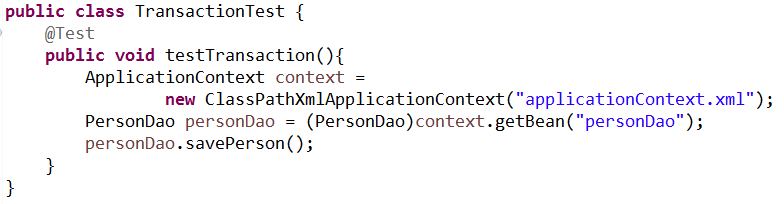 public class TransactionTest {
    @Test
    public void testTransaction(){
        ApplicationContext context =
                new ClassPathXmlApplicationContext("applicationContext.xml");
        PersonDao personDao = (PersonDao)context.getBean("personDao");
        personDao.savePerson();
    }
}